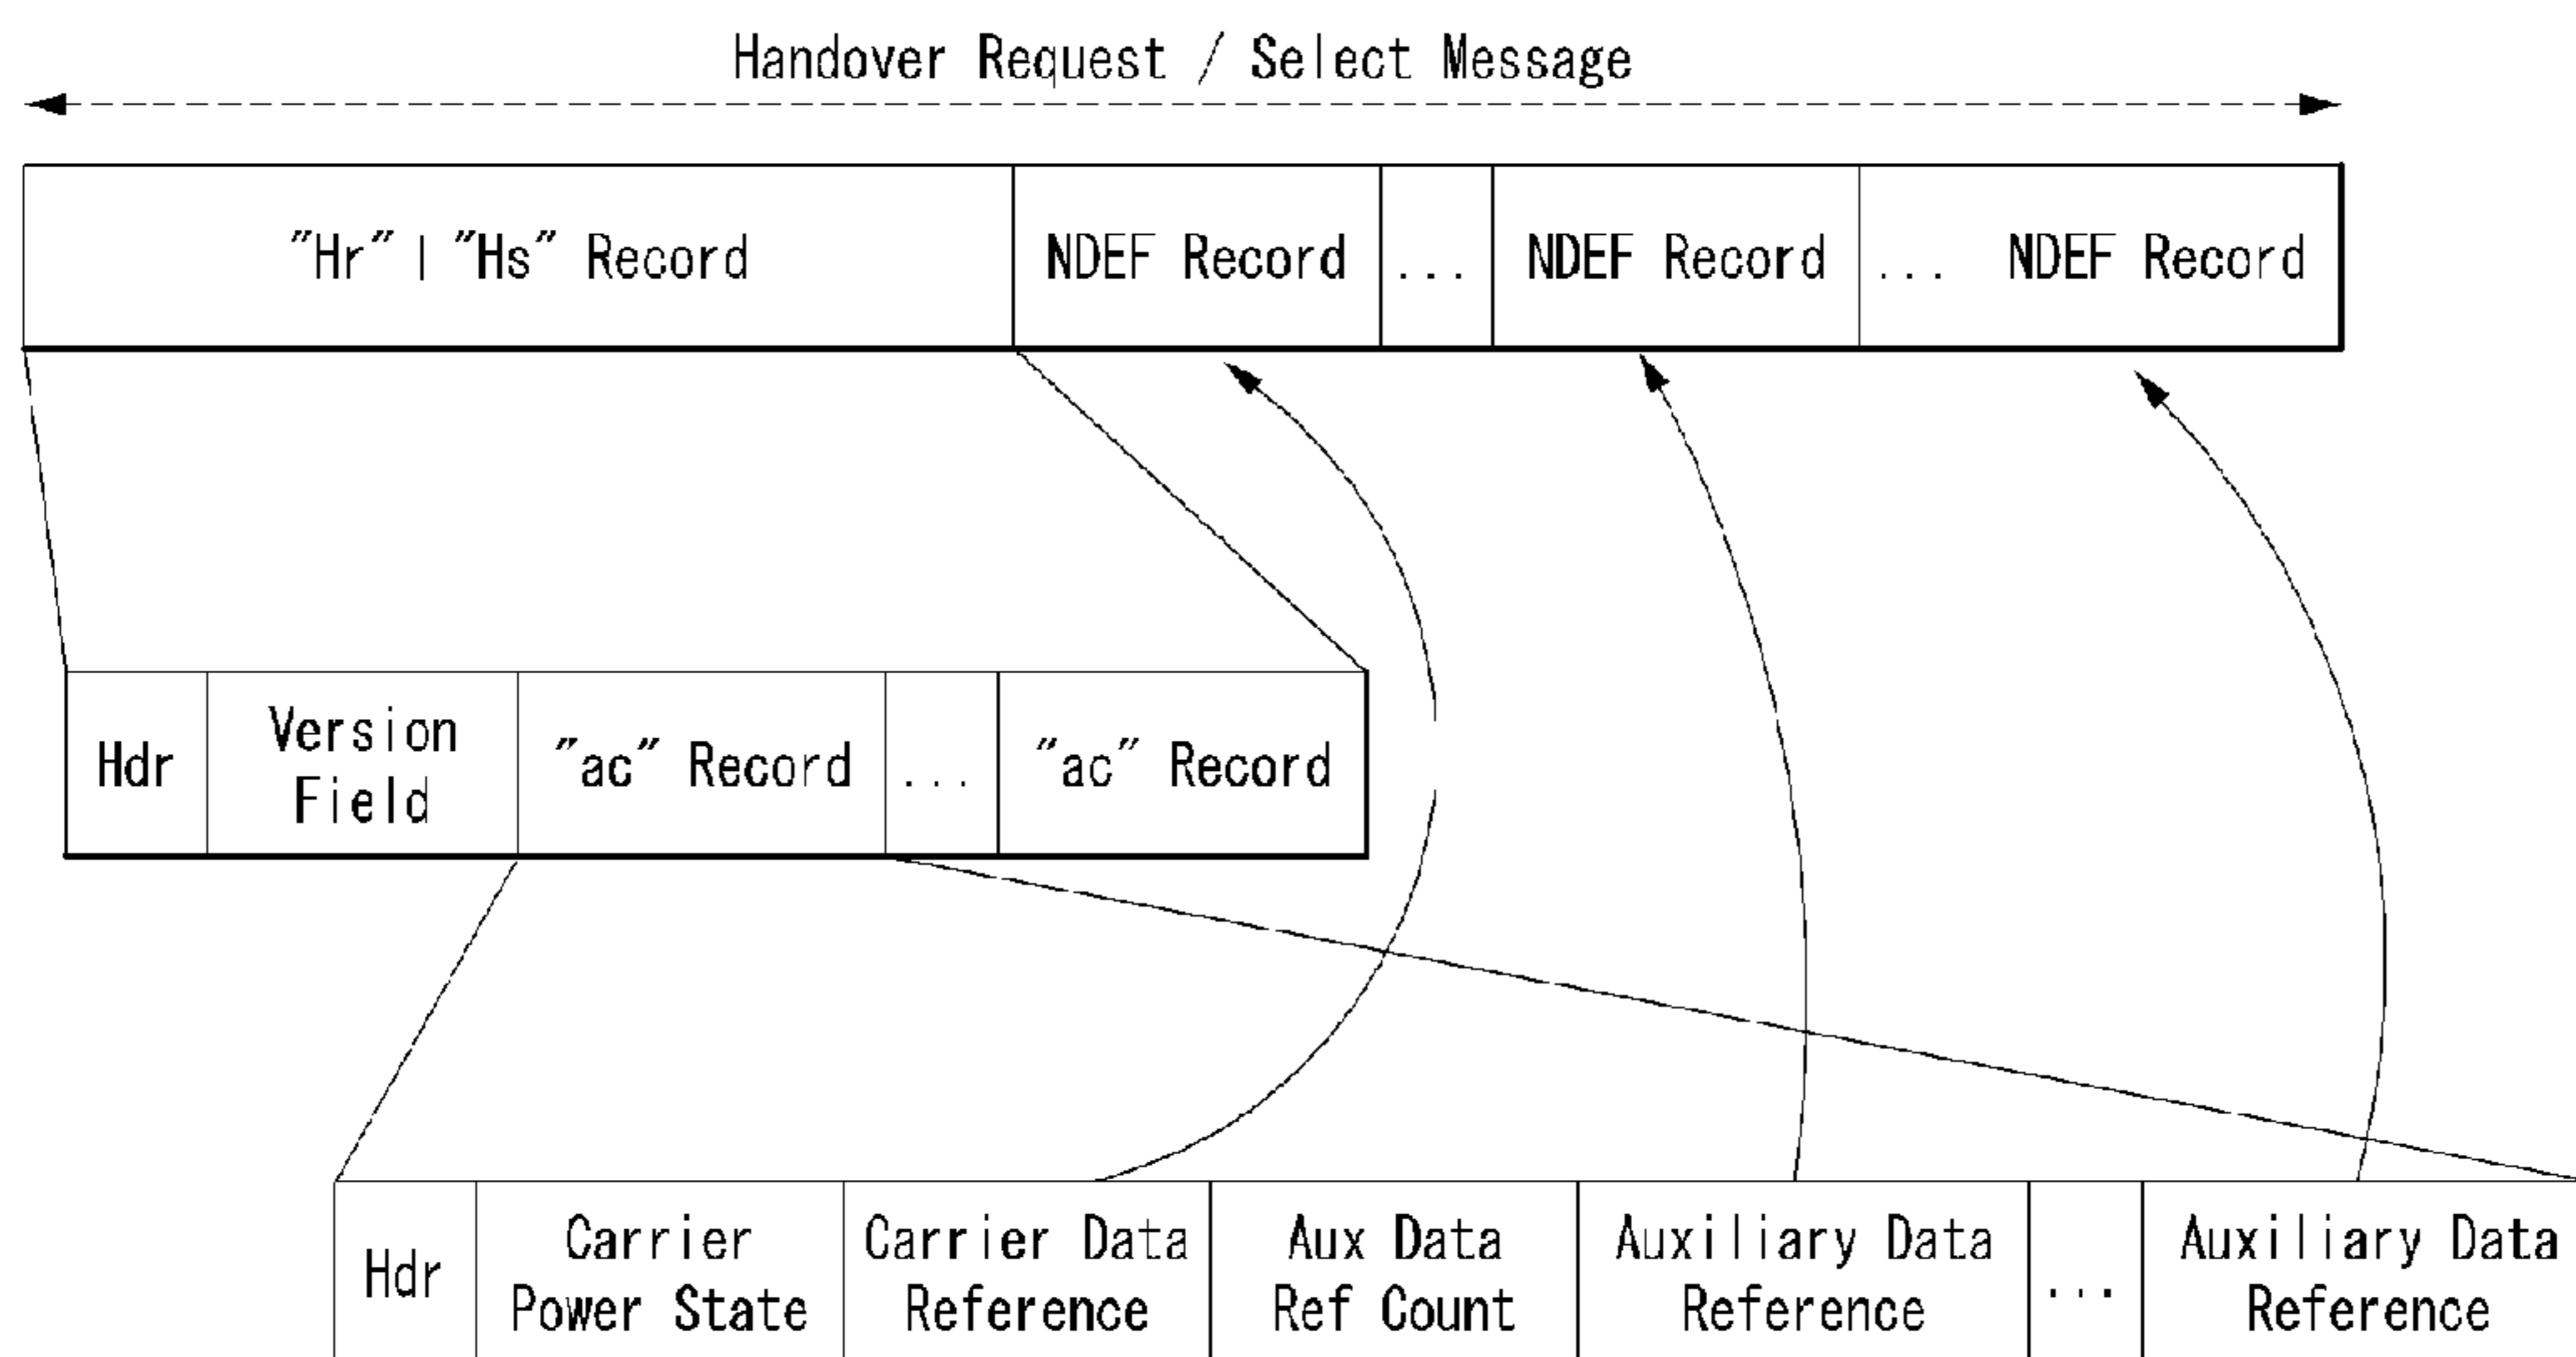 Handover Request / Select Message
"Hr" | "Hs" Record NDEF Record ... NDEF Record ... NDEF Record
Hdr Version Field "ac" Record ... "ac" Record
Hdr Carrier Power State Carrier Data Reference Aux Data Ref Count Auxiliary Data Reference ... Auxiliary Data Reference